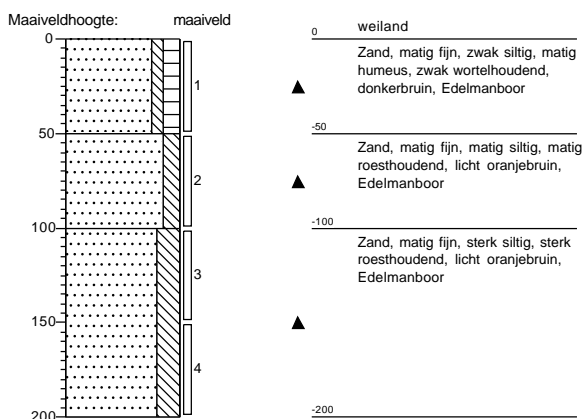 Maaiveldhoogte: maaiveld
0
50
100
150
200
1
2
3
4
0 weiland
Zand, matig fijn, zwak siltig, matig
humeus, zwak wortelhoudend,
donkerbruin, Edelmanboor
-50
Zand, matig fijn, matig siltig, matig
roesthoudend, licht oranjebruin,
Edelmanboor
-100
Zand, matig fijn, sterk siltig, sterk
roesthoudend, licht oranjebruin,
Edelmanboor
-200